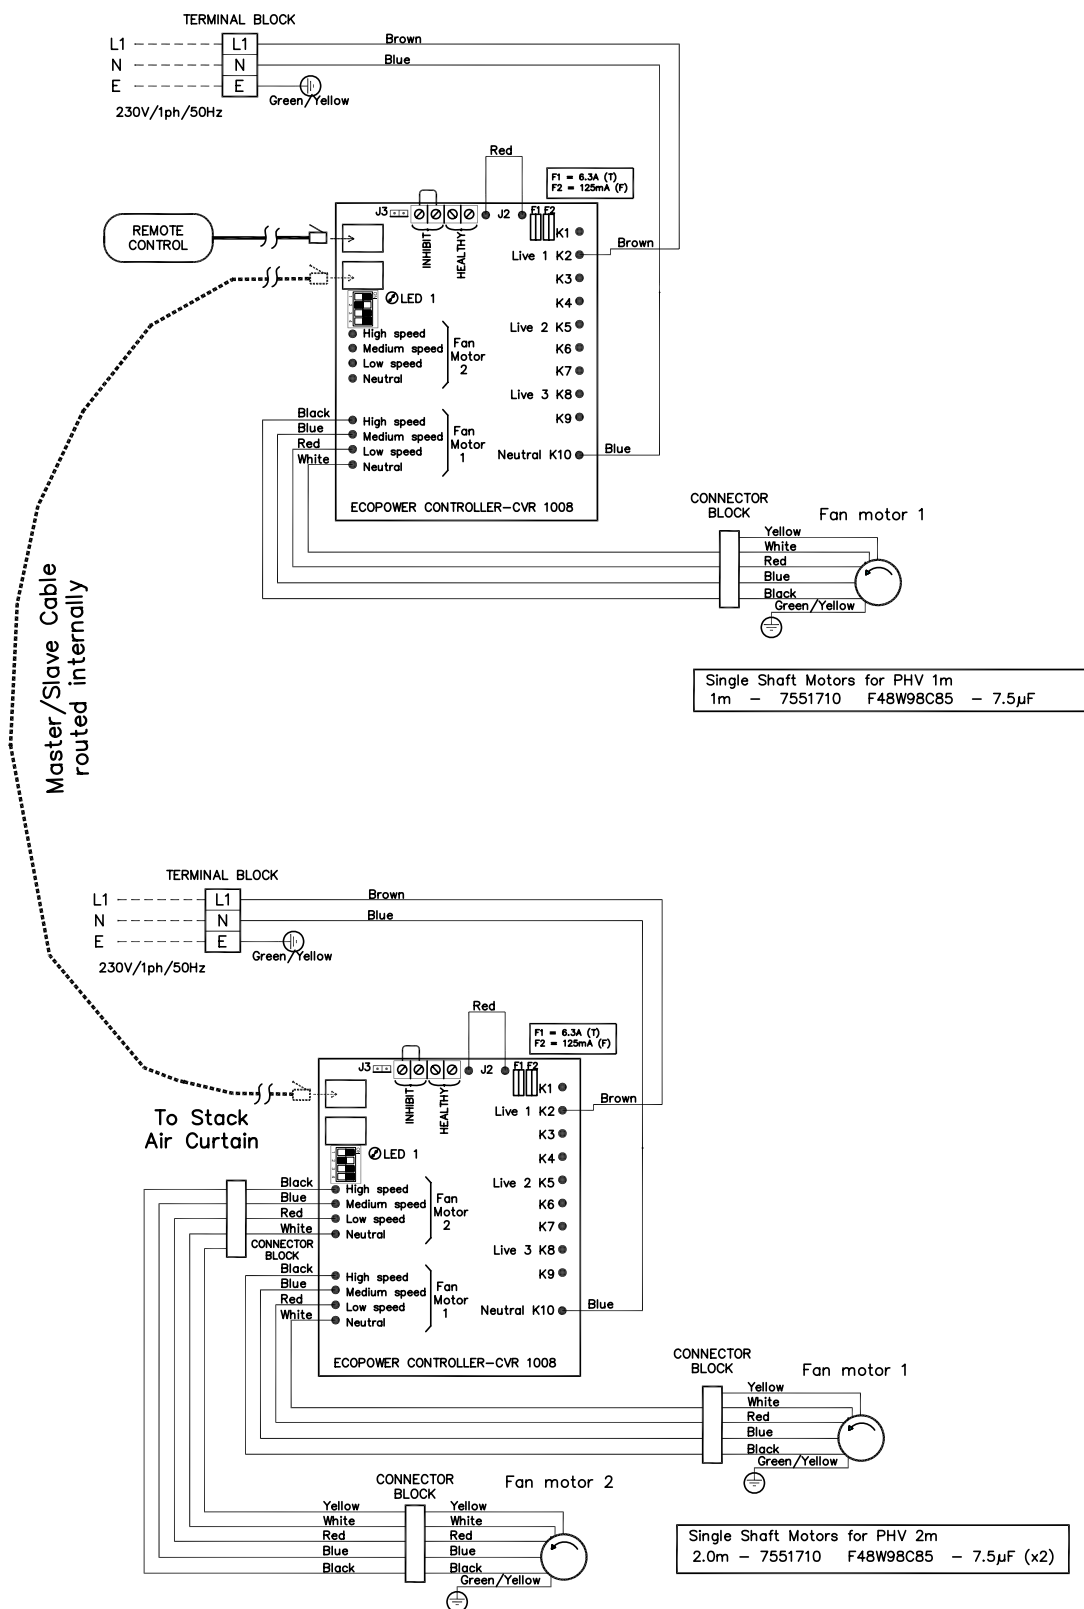 TERMINAL BLOCK
L1 L1 Brown
N N Blue
E E
Green/Yellow
230V/1ph/50Hz
Red
F1 = 6.3A (T)
F2 = 125mA (F)
J3 J2 F1 F2
REMOTE
CONTROL
INHIBIT
HEALTHY
K1
Brown
Live 1 K2
K3
LED 1
K4
Live 2 K5
High speed
Medium speed
Low speed
Neutral
Fan
Motor
2
K6
K7
Live 3 K8
K9
Black High speed
Blue Medium speed
Red Low speed
White Neutral
Fan
Motor
1
Neutral K10 Blue
ECOPOWER CONTROLLER-CVR 1008
CONNECTOR
BLOCK
Fan motor 1
Yellow
White
Red
Blue
Black
Green/Yellow
Master/Slave Cable
routed internally
Single Shaft Motors for PHV 1m
1m - 7551710 F48W98C85 - 7.5µF
TERMINAL BLOCK
L1 L1 Brown
N N Blue
E E
Green/Yellow
230V/1ph/50Hz
Red
F1 = 6.3A (T)
F2 = 125mA (F)
J3 J2 F1 F2
INHIBIT
HEALTHY
K1
Brown
Live 1 K2
To Stack
Air Curtain
K3
LED 1
K4
Live 2 K5
Black High speed
Blue Medium speed
Red Low speed
White Neutral
Fan
Motor
2
CONNECTOR
BLOCK
K6
K7
Live 3 K8
K9
Black High speed
Blue Medium speed
Red Low speed
White Neutral
Fan
Motor
1
Neutral K10 Blue
ECOPOWER CONTROLLER-CVR 1008
CONNECTOR
BLOCK
Fan motor 1
Yellow
White
Red
Blue
Black
Green/Yellow
CONNECTOR
BLOCK
Fan motor 2
Yellow Yellow
White White
Red Red
Blue Blue
Black Black
Green/Yellow
Single Shaft Motors for PHV 2m
2.0m - 7551710 F48W98C85 - 7.5µF (x2)